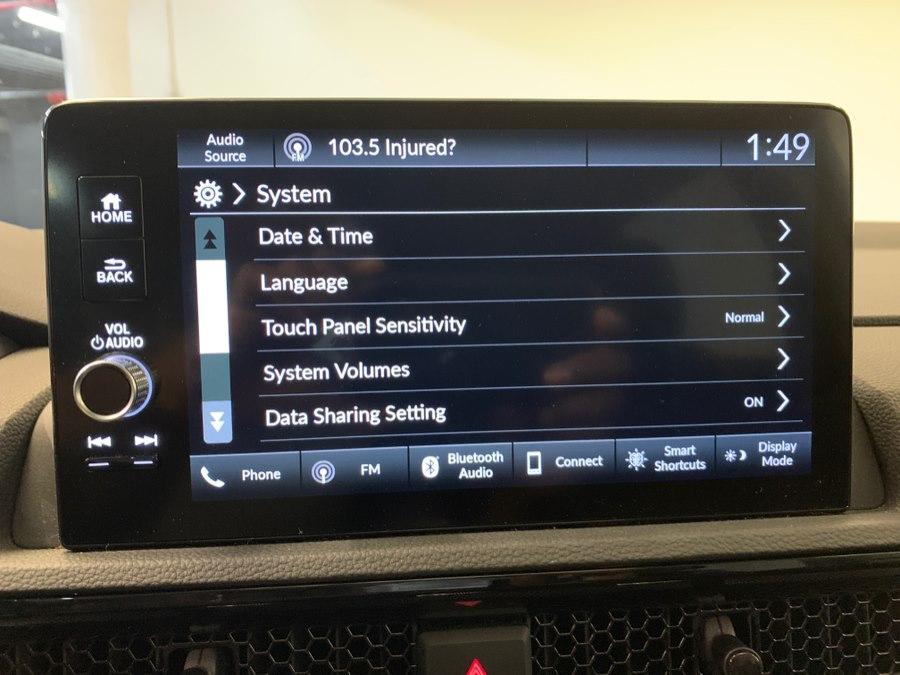 Audio
Source
FM
103.5 Injured?
1:49
System
HOME
BACK
VOL
AUDIO
Date & Time
Language
Touch Panel Sensitivity
Normal
System Volumes
Data Sharing Setting
ON
Phone
FM
Bluetooth
Audio
Connect
Smart
Shortcuts
Display
Mode